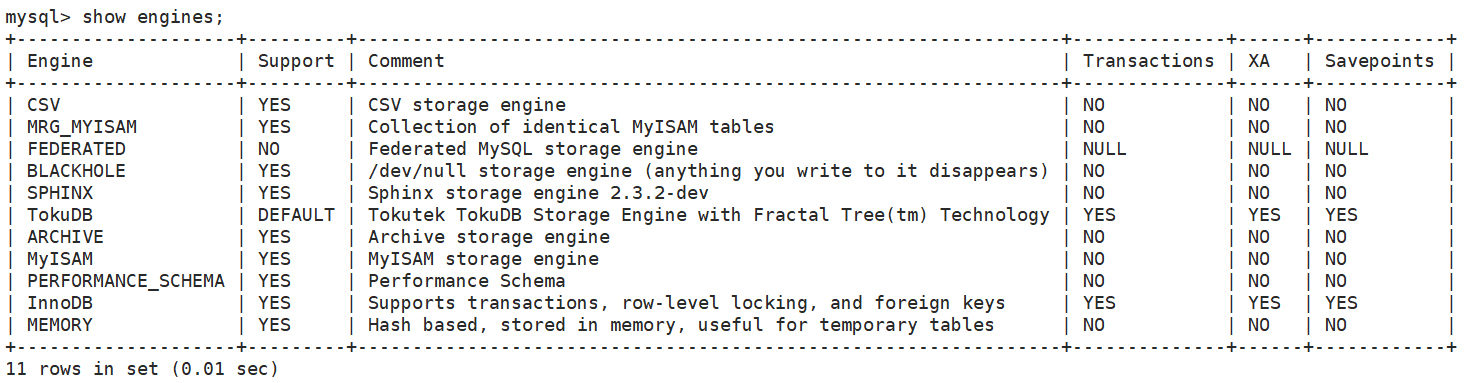 mysql> show engines;
+--------------------+---------+----------------------------------------------------------------+--------------+------+------------+
| Engine             | Support | Comment                                                        | Transactions | XA   | Savepoints |
+--------------------+---------+----------------------------------------------------------------+--------------+------+------------+
| CSV                | YES     | CSV storage engine                                             | NO           | NO   | NO         |
| MRG_MYISAM         | YES     | Collection of identical MyISAM tables                          | NO           | NO   | NO         |
| FEDERATED          | NO      | Federated MySQL storage engine                                 | NULL         | NULL | NULL       |
| BLACKHOLE          | YES     | /dev/null storage engine (anything you write to it disappears) | NO           | NO   | NO         |
| SPHINX             | YES     | Sphinx storage engine 2.3.2-dev                                | NO           | NO   | NO         |
| TokuDB             | DEFAULT | Tokutek TokuDB Storage Engine with Fractal Tree(tm) Technology | YES          | YES  | YES        |
| ARCHIVE            | YES     | Archive storage engine                                         | NO           | NO   | NO         |
| MyISAM             | YES     | MyISAM storage engine                                          | NO           | NO   | NO         |
| PERFORMANCE_SCHEMA | YES     | Performance Schema                                             | NO           | NO   | NO         |
| InnoDB             | YES     | Supports transactions, row-level locking, and foreign keys     | YES          | YES  | YES        |
| MEMORY             | YES     | Hash based, stored in memory, useful for temporary tables      | NO           | NO   | NO         |
+--------------------+---------+----------------------------------------------------------------+--------------+------+------------+
11 rows in set (0.01 sec)